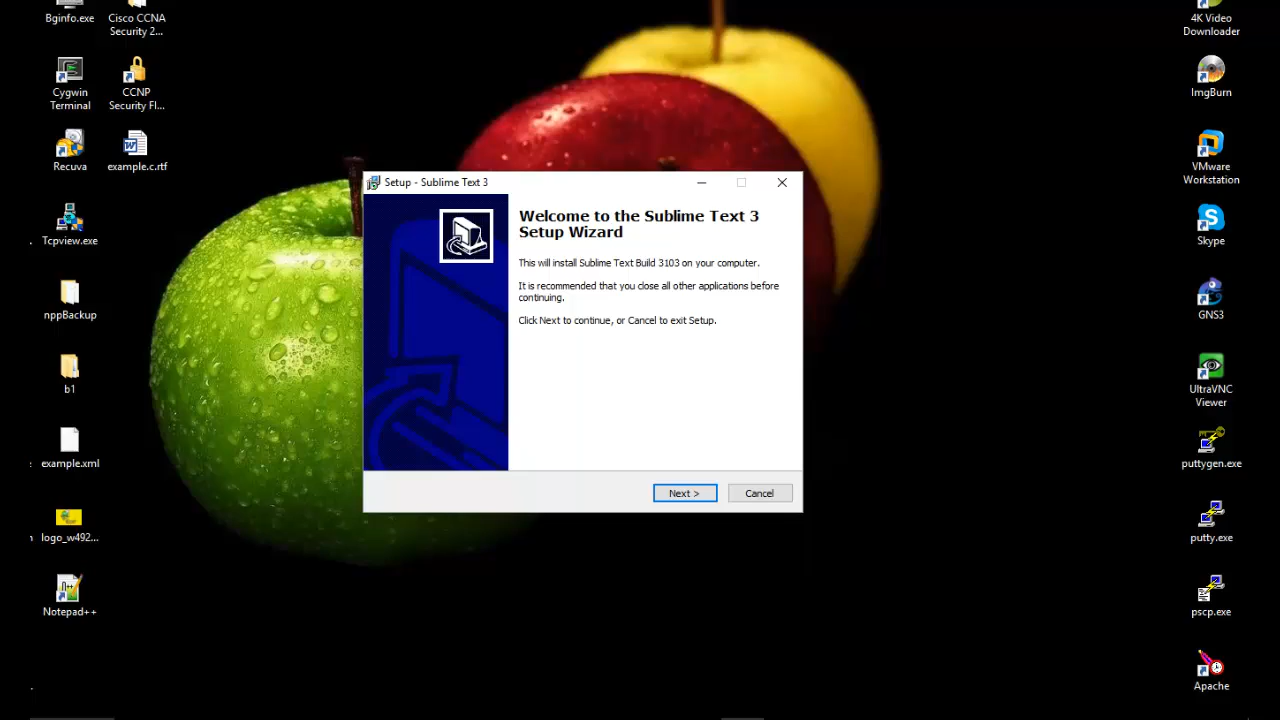 Bginfo.exe
Cisco CCNA
Security 2...
Cygwin
Terminal
CCNP
Security Fl...
Recuva
example.c.rtf
Tcpview.exe
nppBackup
b1
example.xml
logo_w492...
Notepad++
Setup - Sublime Text 3
Welcome to the Sublime Text 3
Setup Wizard
This will install Sublime Text Build 3103 on your computer.
It is recommended that you close all other applications before
continuing.
Click Next to continue, or Cancel to exit Setup.
Next >
Cancel
4K Video
Downloader
ImgBurn
VMware
Workstation
Skype
GNS3
UltraVNC
Viewer
puttygen.exe
putty.exe
pscp.exe
Apache